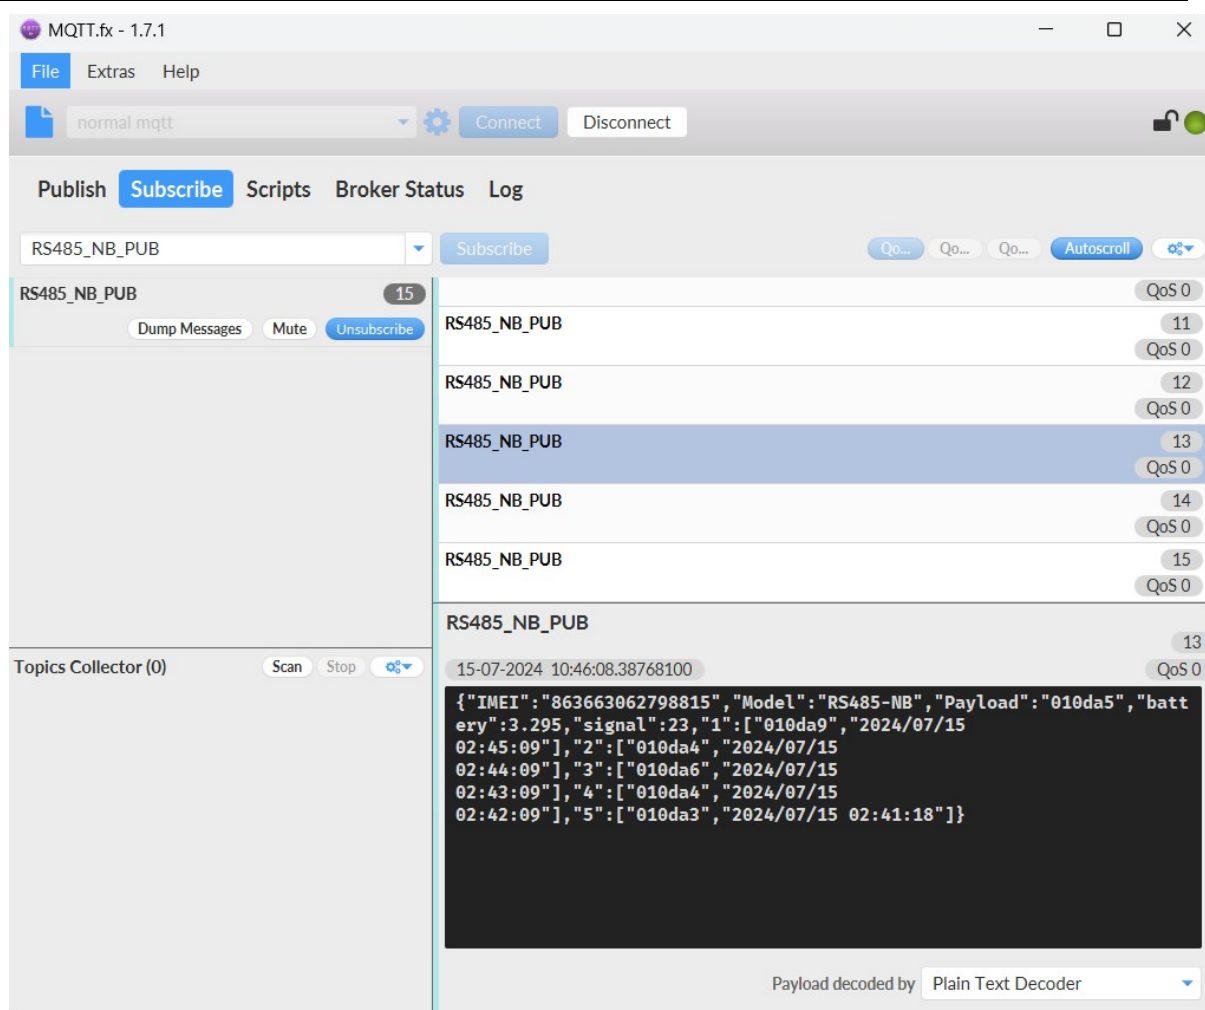 MQTT.fx - 1.7.1
File Extras Help
normal mqtt Connect Disconnect
Publish Subscribe Scripts Broker Status Log
RS485_NB_PUB Subscribe Qo... Qo... Qo... Autoscroll
RS485_NB_PUB 15
Dump Messages Mute Unsubscribe
QoS 0
RS485_NB_PUB 11
QoS 0
RS485_NB_PUB 12
QoS 0
RS485_NB_PUB 13
QoS 0
RS485_NB_PUB 14
QoS 0
RS485_NB_PUB 15
QoS 0
Topics Collector (0) Scan Stop
RS485_NB_PUB
13
15-07-2024 10:46:08.38768100 QoS 0
{"IMEI":"863663062798815","Model":"RS485-NB","Payload":"010da5","batt
ery":3.295,"signal":23,"1":["010da9","2024/07/15
02:45:09"],"2":["010da4","2024/07/15
02:44:09"],"3":["010da6","2024/07/15
02:43:09"],"4":["010da4","2024/07/15
02:42:09"],"5":["010da3","2024/07/15 02:41:18"]}
Payload decoded by Plain Text Decoder